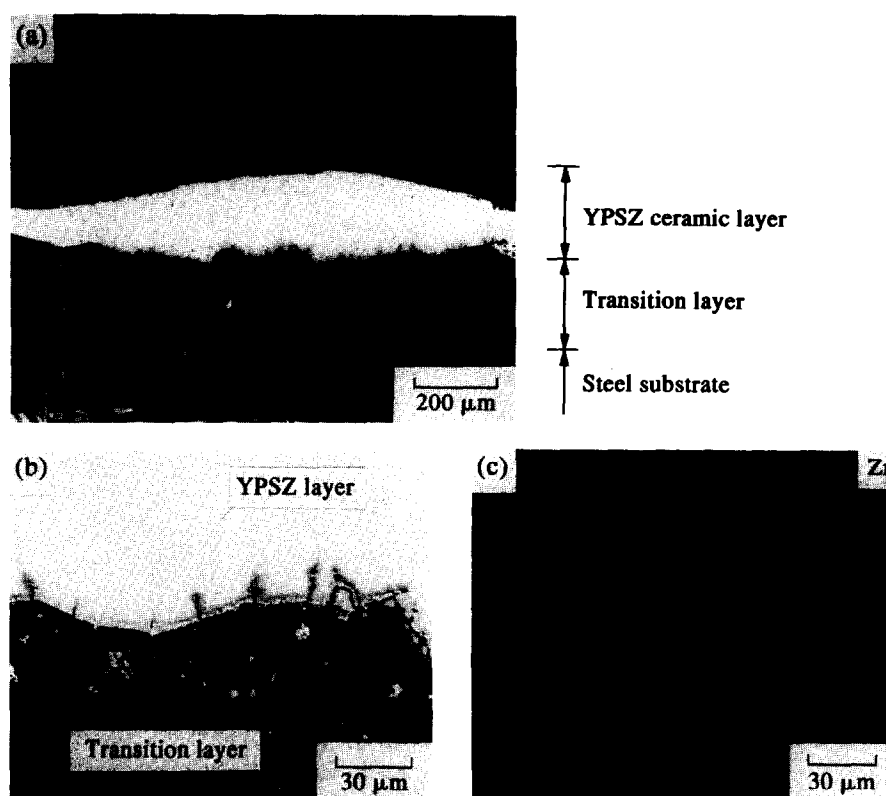 (a)
YPSZ ceramic layer
Transition layer
Steel substrate
200 μm
(b)
YPSZ layer
Transition layer
30 μm
(c)
30 μm